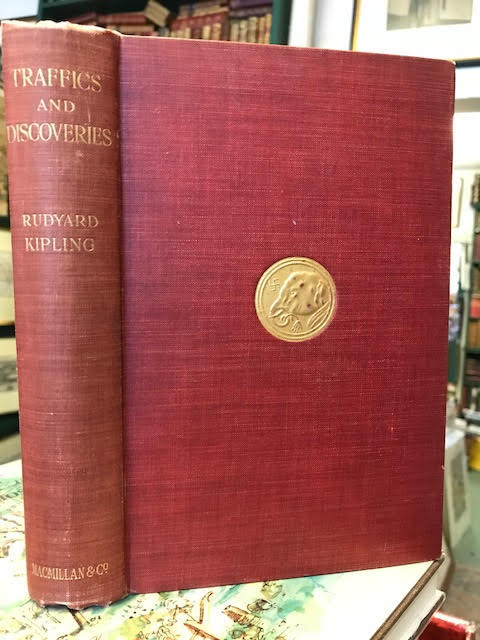 TRAFFICS
AND
DISCOVERIES
RUDYARD
KIPLING
MACMILLAN & Co